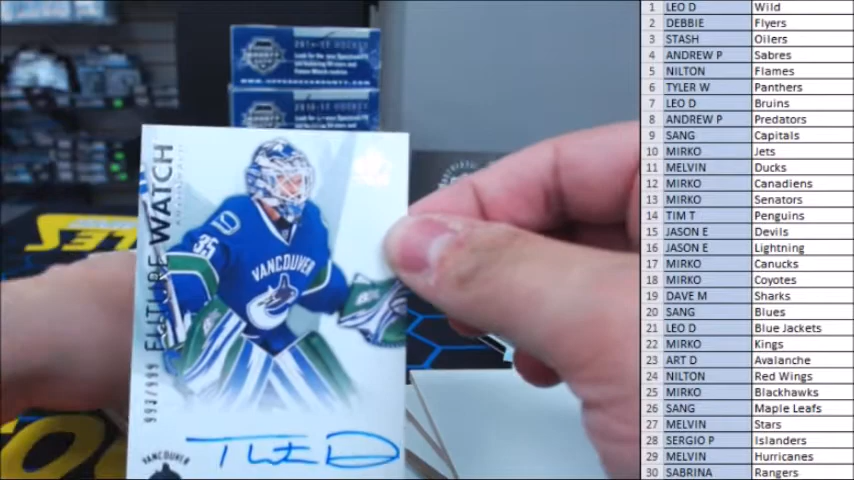 2016-17 HOCKEY
FUTURE WATCH
35
VANCOUVER
/999
VANCOUVER
1 LEO D Wild
2 DEBBIE Flyers
3 STASH Oilers
4 ANDREW P Sabres
5 NILTON Flames
6 TYLER W Panthers
7 LEO D Bruins
8 ANDREW P Predators
9 SANG Capitals
10 MIRKO Jets
11 MELVIN Ducks
12 MIRKO Canadiens
13 MIRKO Senators
14 TIM T Penguins
15 JASON E Devils
16 JASON E Lightning
17 MIRKO Canucks
18 MIRKO Coyotes
19 DAVE M Sharks
20 SANG Blues
21 LEO D Blue Jackets
22 MIRKO Kings
23 ART D Avalanche
24 NILTON Red Wings
25 MIRKO Blackhawks
26 SANG Maple Leafs
27 MELVIN Stars
28 SERGIO P Islanders
29 MELVIN Hurricanes
30 SABRINA Rangers